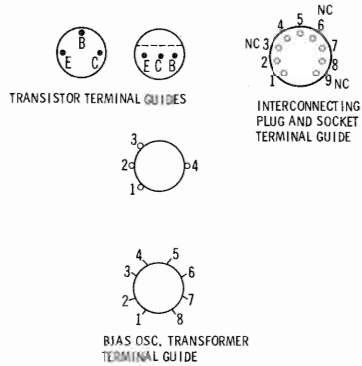 B
E C
E C B
TRANSISTOR TERMINAL GUIDES
NC
4 5 6
NC 3 7
2 8
1 9 NC
INTERCONNECTING
PLUG AND SOCKET
TERMINAL GUIDE
3
2 4
1
4 5
3 6
2 7
1 8
BIAS OSC. TRANSFORMER
TERMINAL GUIDE